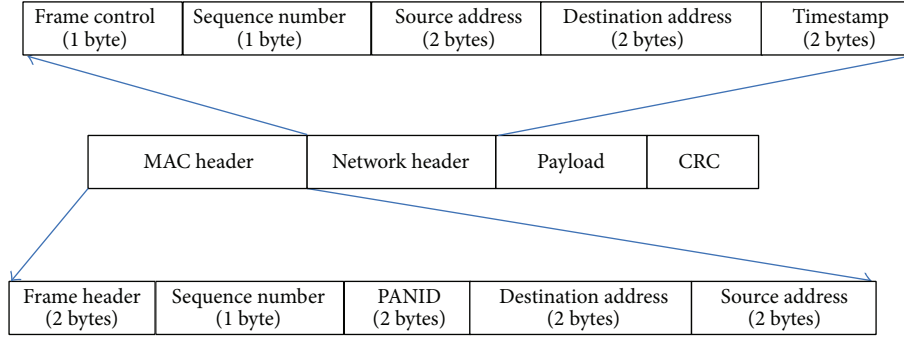 Frame control Sequence number Source address Destination address Timestamp
(1 byte) (1 byte) (2 bytes) (2 bytes) (2 bytes)
MAC header Network header Payload CRC
Frame header Sequence number PANID Destination address Source address
(2 bytes) (1 byte) (2 bytes) (2 bytes) (2 bytes)